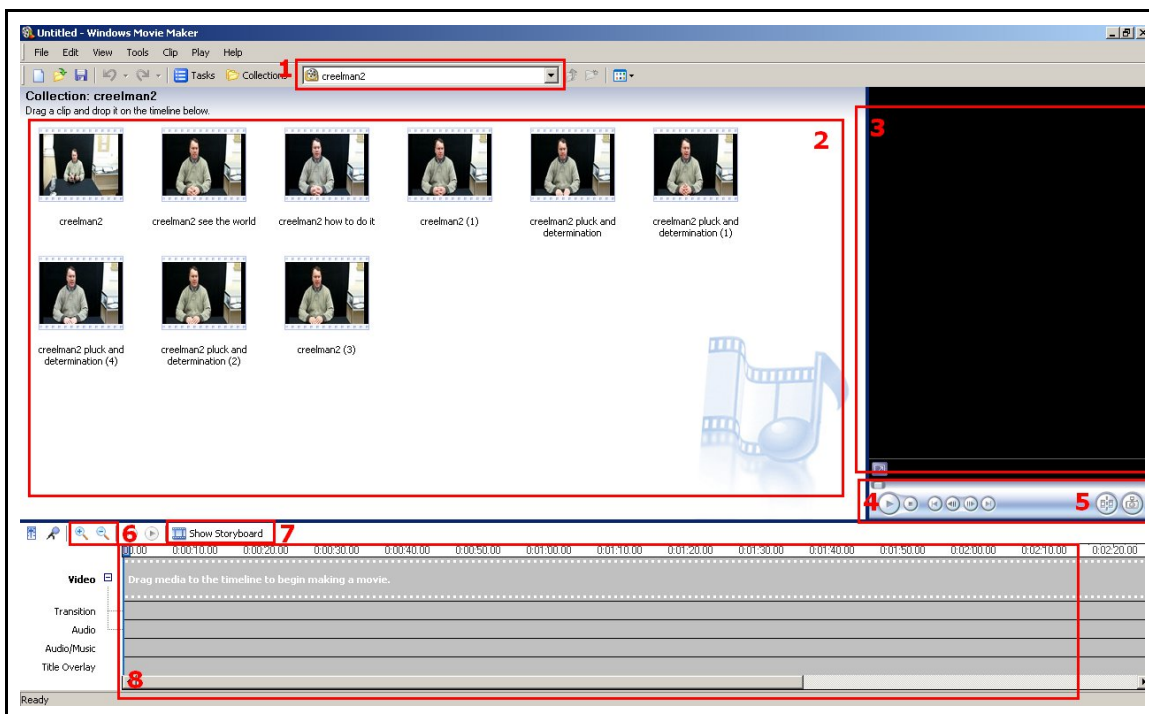 Untitled - Windows Movie Maker
File Edit View Tools Clip Play Help
Tasks Collections 1 creelman2
Collection: creelman2
Drag a clip and drop it on the timeline below.
2
3
creelman2
creelman2 see the world
creelman2 how to do it
creelman2 (1)
creelman2 pluck and
determination
creelman2 pluck and
determination (1)
creelman2 pluck and
determination (4)
creelman2 pluck and
determination (2)
creelman2 (3)
4 5
6 Show Storyboard 7
0.00 0:00:10.00 0:00:20.00 0:00:30.00 0:00:40.00 0:00:50.00 0:01:00.00 0:01:10.00 0:01:20.00 0:01:30.00 0:01:40.00 0:01:50.00 0:02:00.00 0:02:10.00 0:02:20.00
Video Drag media to the timeline to begin making a movie.
Transition
Audio
Audio/Music
Title Overlay
8
Ready